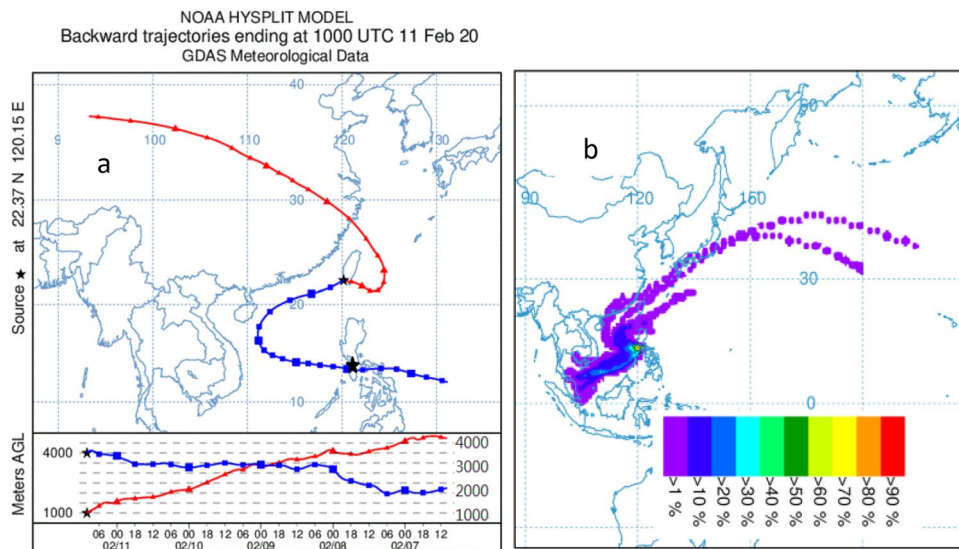 NOAA HYSPLIT MODEL
Backward trajectories ending at 1000 UTC 11 Feb 20
GDAS Meteorological Data
Source ★ at 22.37 N 120.15 E
a
40
9 100 110 120 130
30
20
10
Meters AGL
4000
1000
4000
3000
2000
1000
06 00 18 12 06 00 18 12 06 00 18 12 06 00 18 12 06 00 18 12
02/11 02/10 02/09 02/08 02/07
b
60
90 120 160
30
0
>1 % >10 % >20 % >30 % >40 % >50 % >60 % >70 % >80 % >90 %